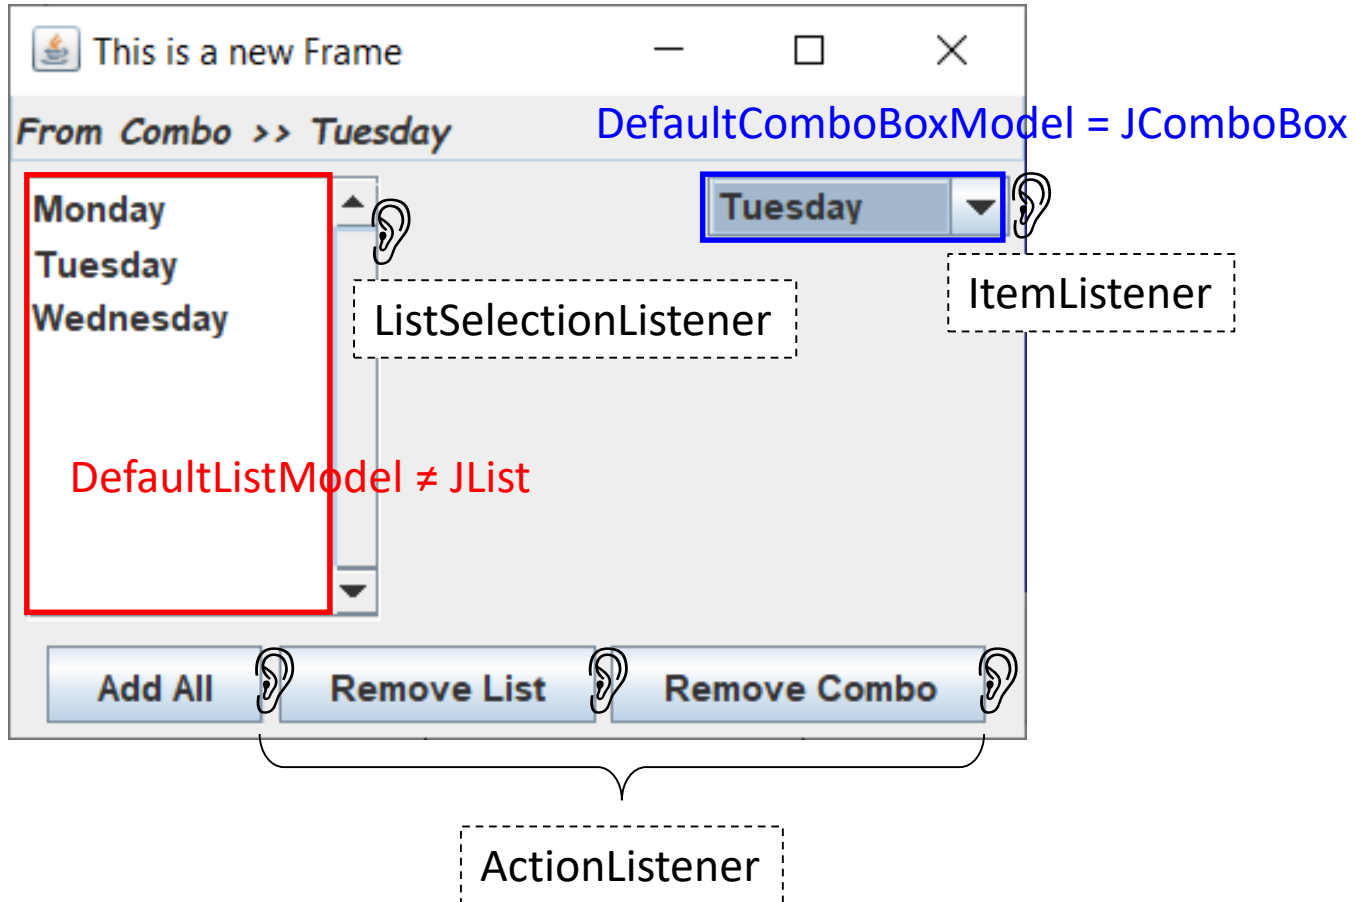 This is a new Frame
From Combo >> Tuesday
DefaultComboBoxModel = JComboBox
Monday
Tuesday
Wednesday
Tuesday
ListSelectionListener
ItemListener
DefaultListModel ≠ JList
Add All
Remove List
Remove Combo
ActionListener